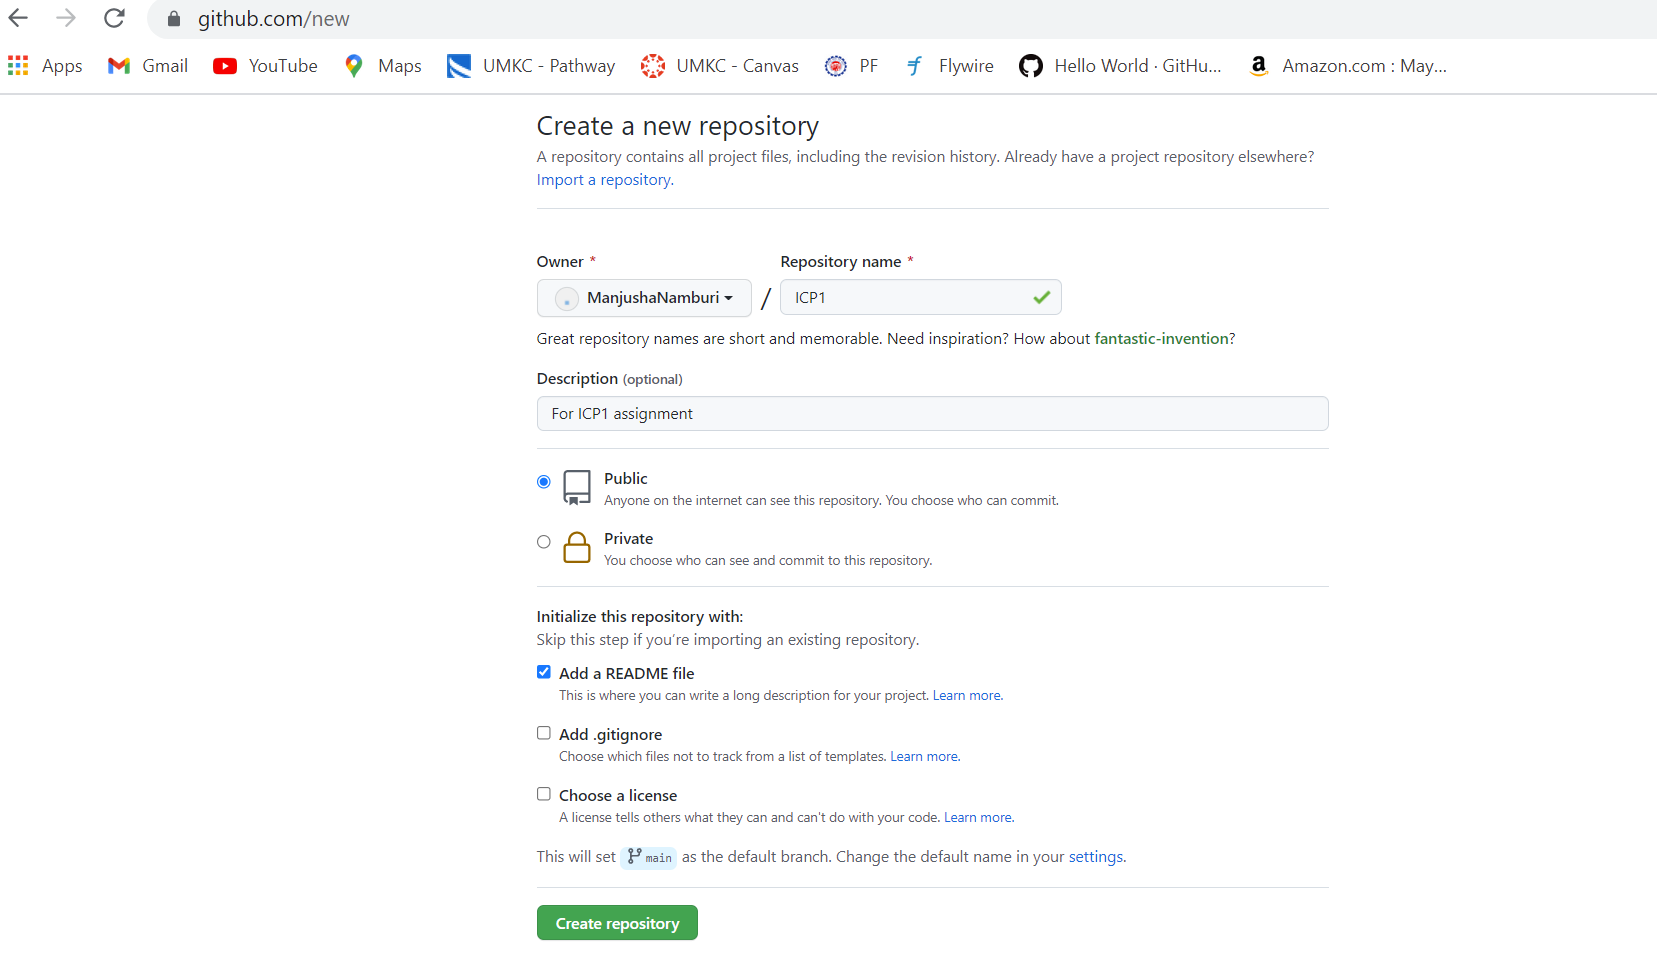 github.com/new
Apps Gmail YouTube Maps UMKC - Pathway UMKC - Canvas PF Flywire Hello World · GitHu... Amazon.com : May...
Create a new repository
A repository contains all project files, including the revision history. Already have a project repository elsewhere?
Import a repository.
Owner * Repository name *
ManjushaNamburi / ICP1
Great repository names are short and memorable. Need inspiration? How about fantastic-invention?
Description (optional)
For ICP1 assignment
Public
Anyone on the internet can see this repository. You choose who can commit.
Private
You choose who can see and commit to this repository.
Initialize this repository with:
Skip this step if you're importing an existing repository.
Add a README file
This is where you can write a long description for your project. Learn more.
Add .gitignore
Choose which files not to track from a list of templates. Learn more.
Choose a license
A license tells others what they can and can't do with your code. Learn more.
This will set main as the default branch. Change the default name in your settings.
Create repository